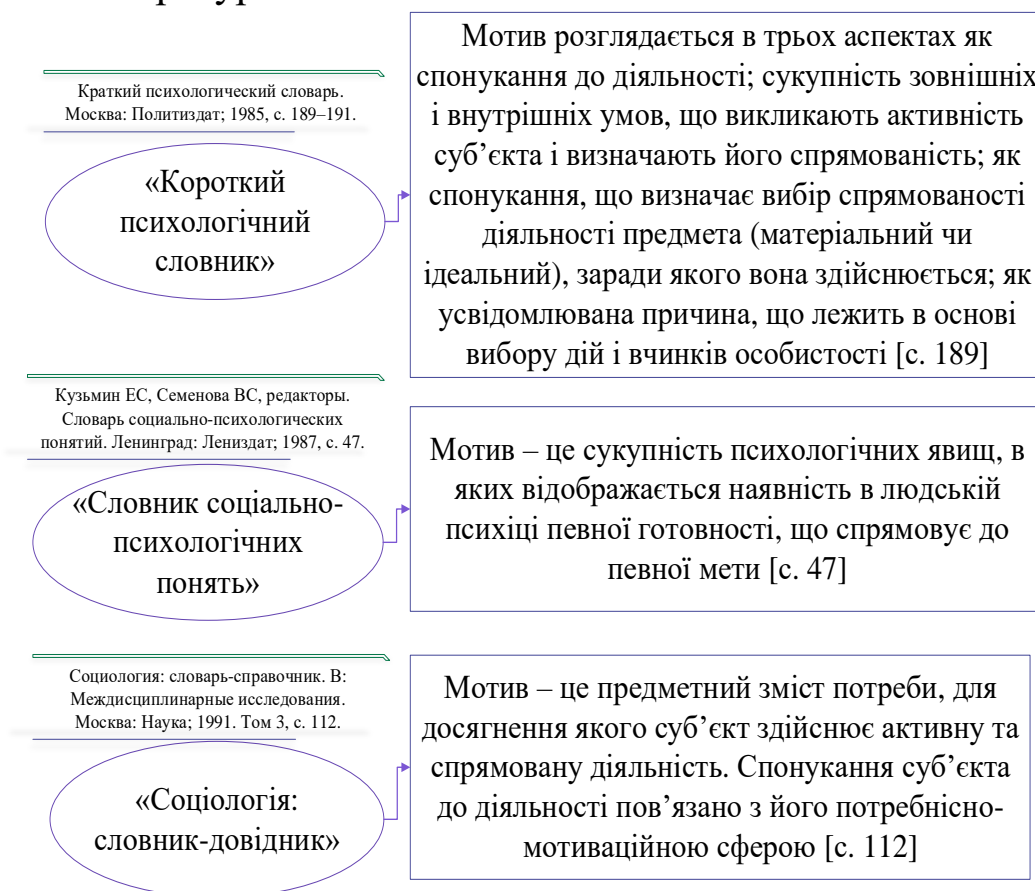 Краткий психологический словарь.
Москва: Политиздат; 1985, с. 189–191.
«Короткий
психологічний
словник»
Мотив розглядається в трьох аспектах як
спонукання до діяльності; сукупність зовнішніх
і внутрішніх умов, що викликають активність
суб’єкта і визначають його спрямованість; як
спонукання, що визначає вибір спрямованості
діяльності предмета (матеріальний чи
ідеальний), заради якого вона здійснюється; як
усвідомлювана причина, що лежить в основі
вибору дій і вчинків особистості [с. 189]
Кузьмин ЕС, Семенова ВС, редакторы.
Словарь социально-психологических
понятий. Ленинград: Лениздат; 1987, с. 47.
«Словник соціально-
психологічних
понять»
Мотив – це сукупність психологічних явищ, в
яких відображається наявність в людській
психіці певної готовності, що спрямовує до
певної мети [с. 47]
Социология: словарь-справочник. В:
Междисциплинарные исследования.
Москва: Наука; 1991. Том 3, с. 112.
«Соціологія:
словник-довідник»
Мотив – це предметний зміст потреби, для
досягнення якого суб’єкт здійснює активну та
спрямовану діяльність. Спонукання суб’єкта
до діяльності пов’язано з його потребнісно-
мотиваційною сферою [с. 112]